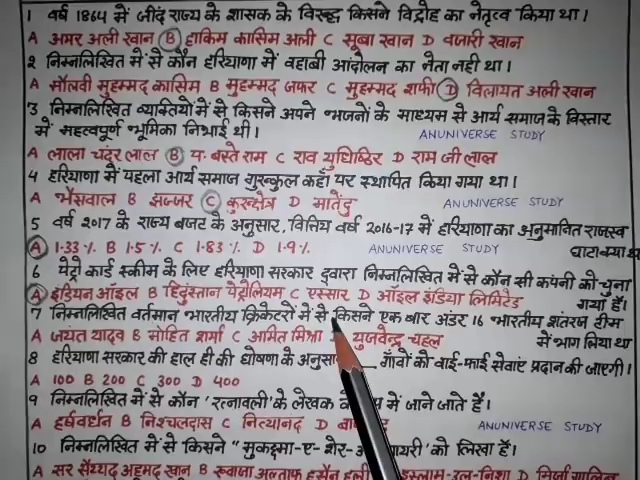 1 वर्ष 1864 में जींद राज्य के शासक के विरूद्ध किसने विद्रोह का नेतृत्व किया था।
A अमर अली खान B हाकिम कासिम अली C सूबा खान D वजारी खान
2 निम्नलिखित में से कौन हरियाणा में वहाबी आंदोलन का नेता नही था।
A मौलवी मुहम्मद कासिम B मुहम्मद जफर C मुहम्मद शफी D विलायत अली खान
3 निम्नलिखित व्यक्तियों में से किसने अपने भजनों के माध्यम से आर्य समाज के विस्तार
में महत्वपूर्ण भूमिका निभाई थी। ANUNIVERSE STUDY
A लाला चंदूर लाल B प. बस्ते राम C राव युधिष्ठिर D राम जी लाल
4 हरियाणा में पहला आर्य समाज गुरुकुल कहाँ पर स्थापित किया गया था।
A भैंसवाल B झज्जर C कुरुक्षेत्र D मातेंदु ANUNIVERSE STUDY
5 वर्ष 2017 के राज्य बजट के अनुसार, वित्तिय वर्ष 2016-17 में हरियाणा का अनुमानित राजस्व
A 1.33% B 1.5% C 1.83% D 1.9% ANUNIVERSE STUDY घाटा क्या था
6 पेट्रो कार्ड स्कीम के लिए हरियाणा सरकार द्वारा निम्नलिखित में से कौन सी कंपनी को चुना
A इंडियन ऑइल B हिंदुस्तान पेट्रोलियम C एस्सार D ऑइल इंडिया लिमिटेड गया है।
7 निम्नलिखित वर्तमान भारतीय क्रिकेटरों में से किसने एक बार अंडर 16 भारतीय शतरंज टीम
A जयंत यादव B मोहित शर्मा C अमित मिश्रा D युजवेन्द्र चहल में भाग लिया था
8 हरियाणा सरकार की हाल ही की घोषणा के अनुसा गाँवों को वाई-फाई सेवाएं प्रदान की जाएगी।
A 100 B 200 C 300 D 400
9 निम्न में से कौन 'रत्नावली' के लेखक के में जाने जाते हैं।
A हर्षवर्धन B निश्चलदास C नित्यानंद D ANUNIVERSE STUDY
10 निम्नलिखित में से किसने "मुकद्दमा-ए-शेर- यरी' को लिखा है।
A सर सैय्यद अहमद खान B ख्वाजा अल्ताफ हुसैन हली D मिर्जा गालिब